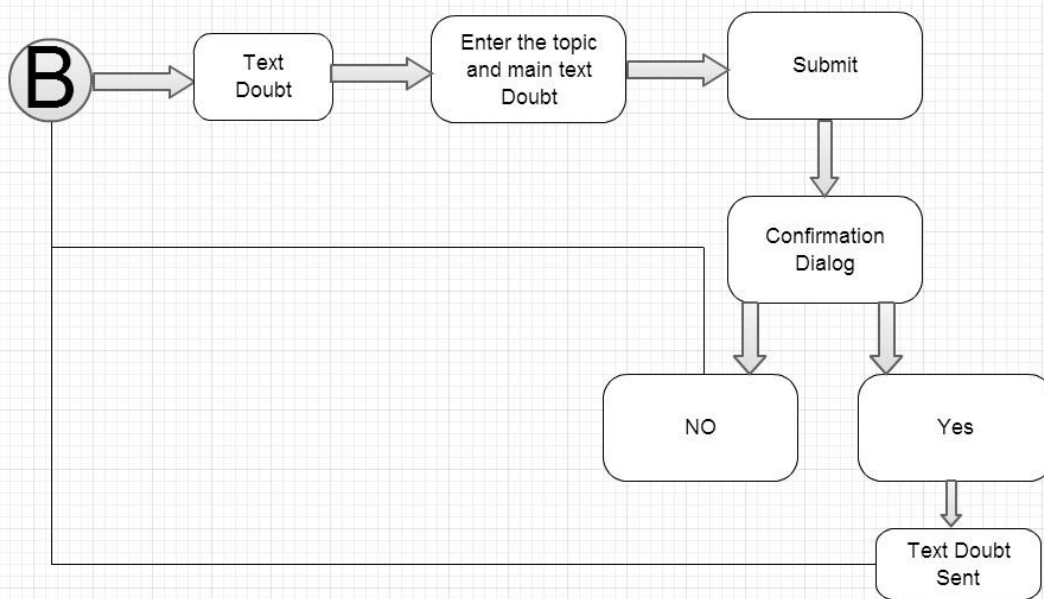 B
Text
Doubt
Enter the topic
and main text
Doubt
Submit
Confirmation
Dialog
NO
Yes
Text Doubt
Sent